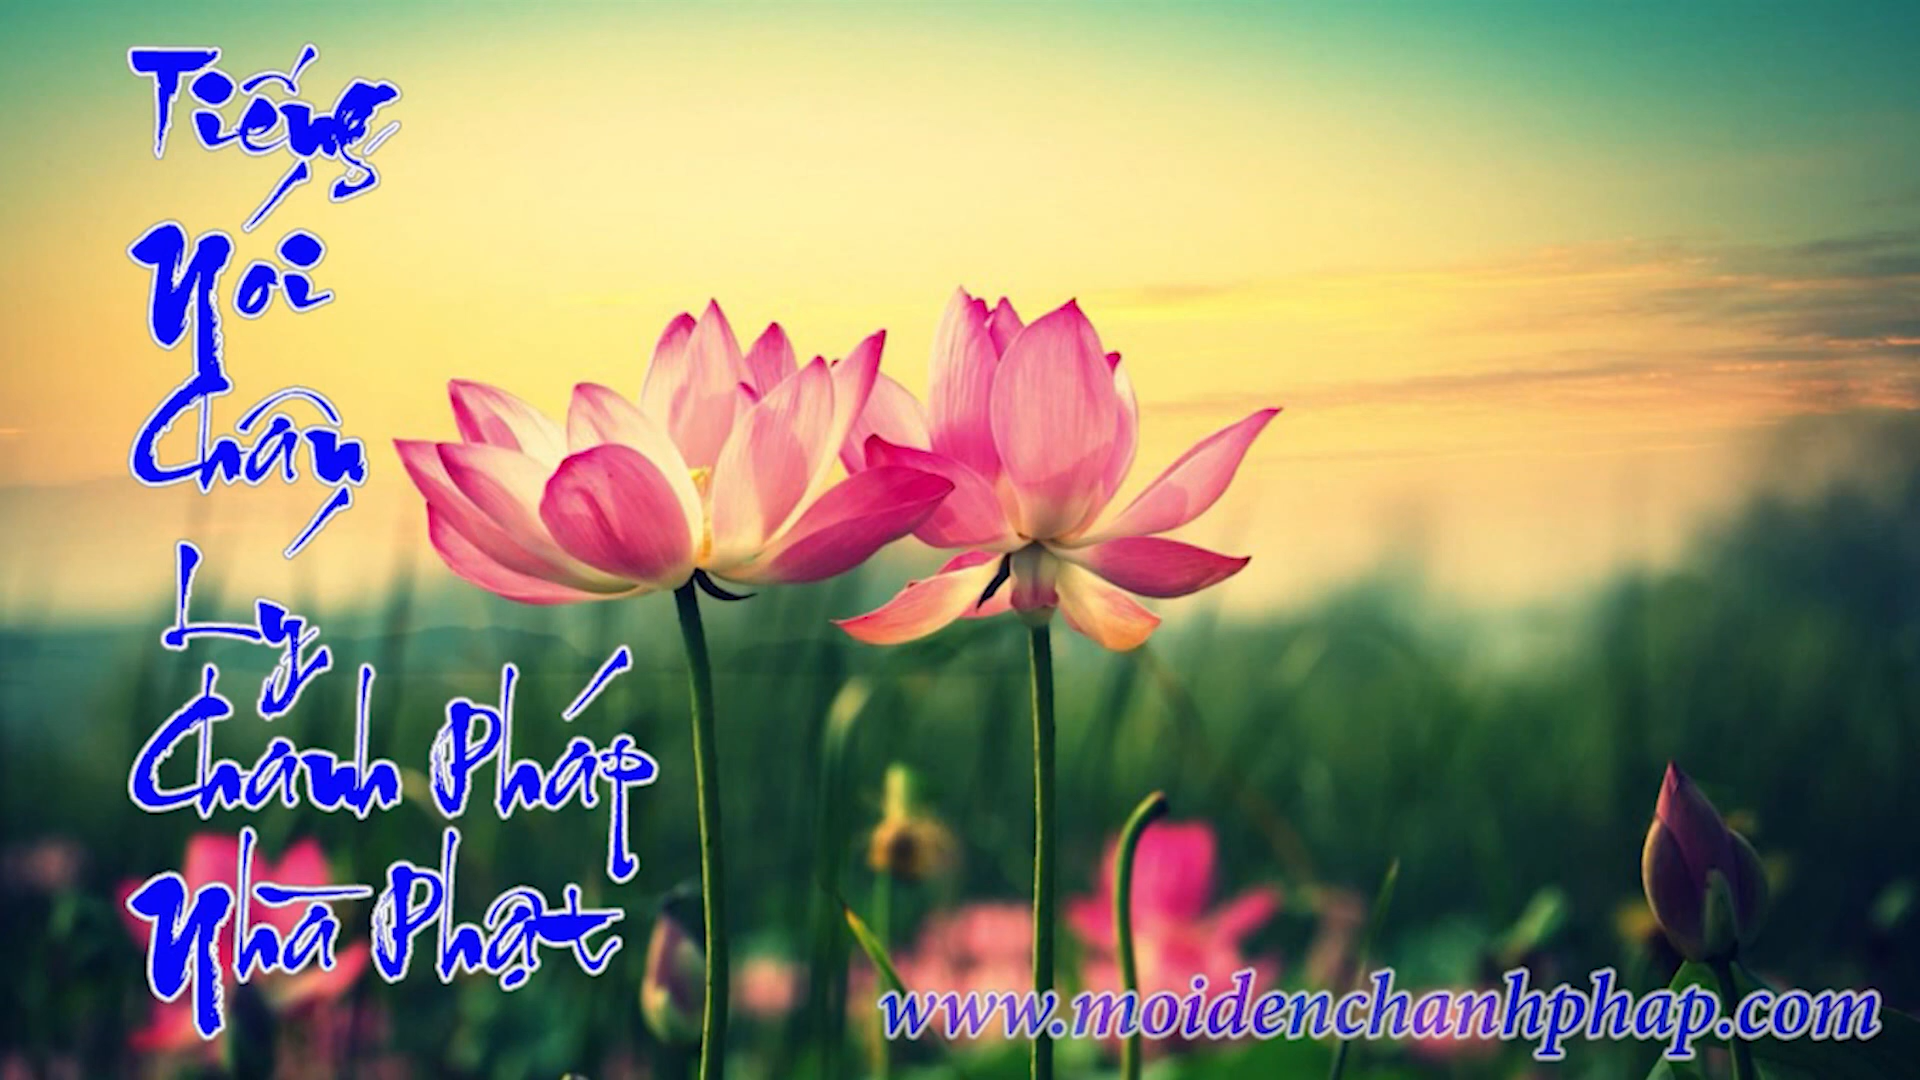 Tiếng
Nói
Chân
Lý
Chánh Pháp
Nhà Phật
www.moidenchanhphap.com